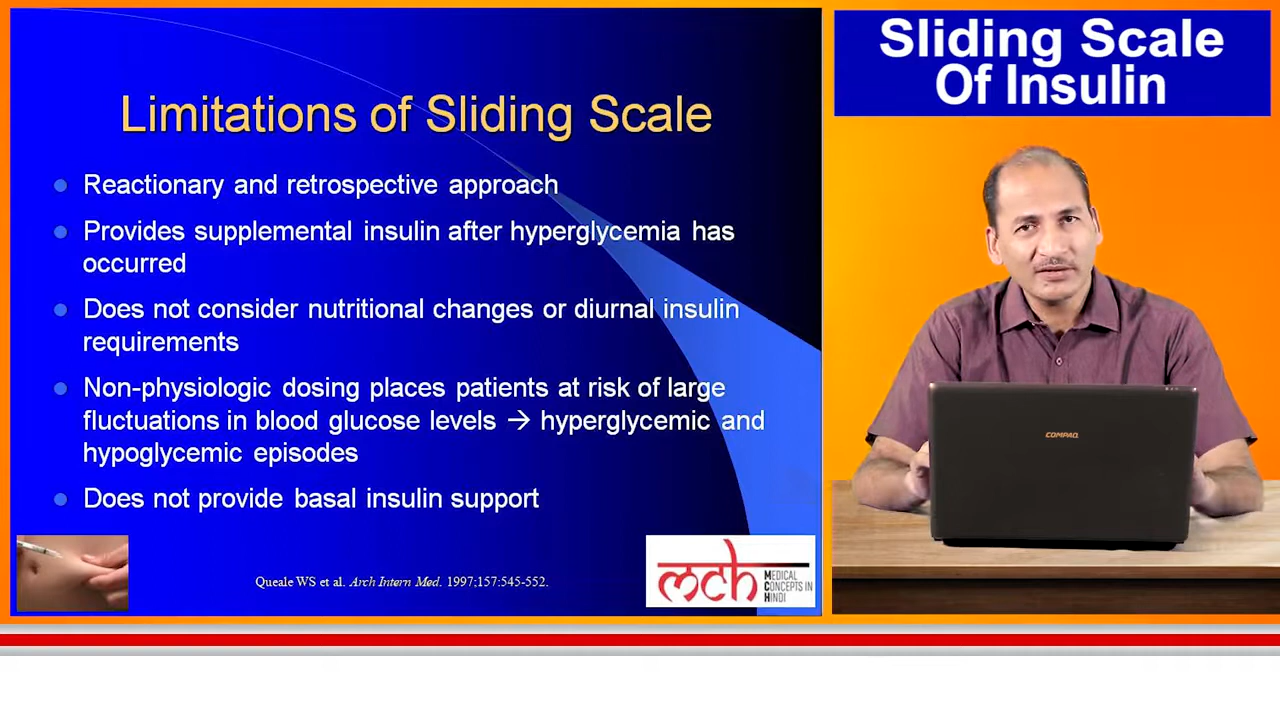 Limitations of Sliding Scale
Reactionary and retrospective approach
Provides supplemental insulin after hyperglycemia has
occurred
Does not consider nutritional changes or diurnal insulin
requirements
Non-physiologic dosing places patients at risk of large
fluctuations in blood glucose levels → hyperglycemic and
hypoglycemic episodes
Does not provide basal insulin support
Queale WS et al. Arch Intern Med. 1997;157:545-552.
mch
MEDICAL
CONCEPTS IN
HINDI
Sliding Scale
Of Insulin
COMPAQ